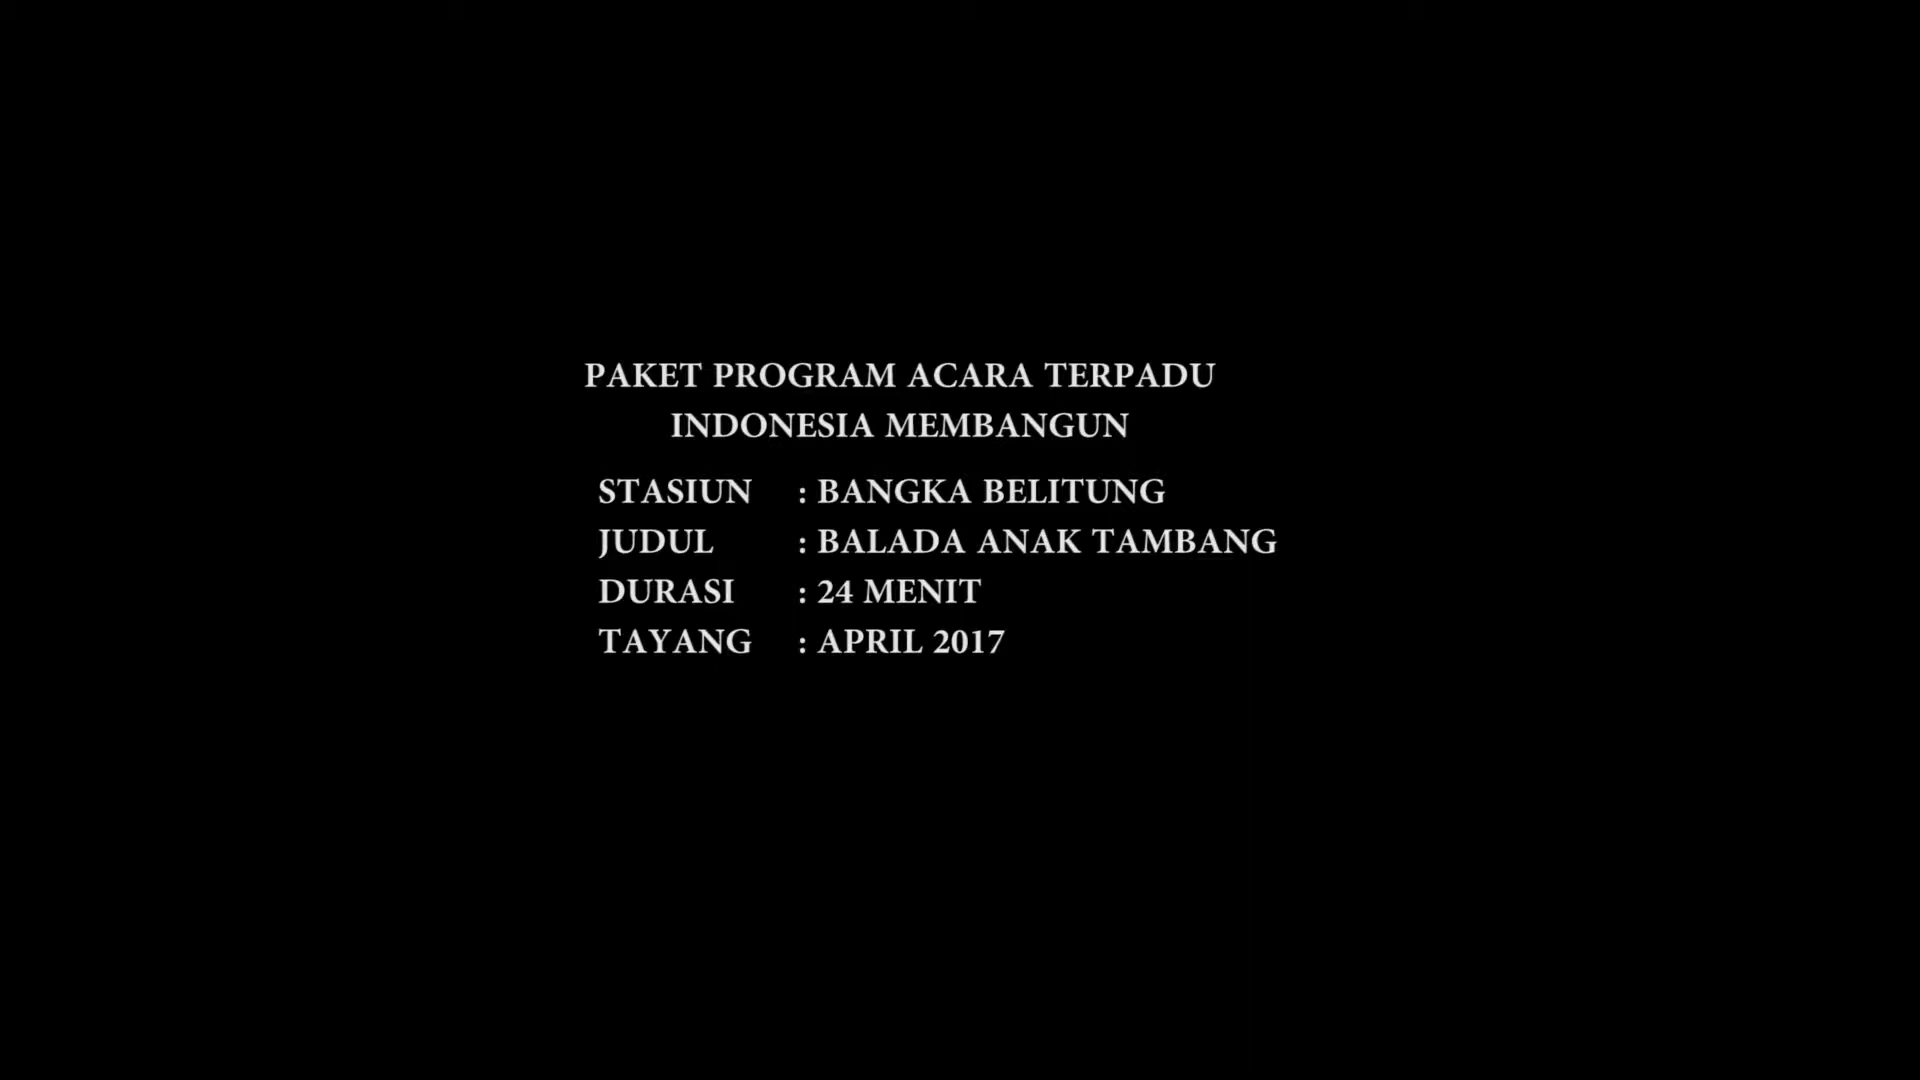 PAKET PROGRAM ACARA TERPADU
INDONESIA MEMBANGUN
STASIUN : BANGKA BELITUNG
JUDUL : BALADA ANAK TAMBANG
DURASI : 24 MENIT
TAYANG : APRIL 2017